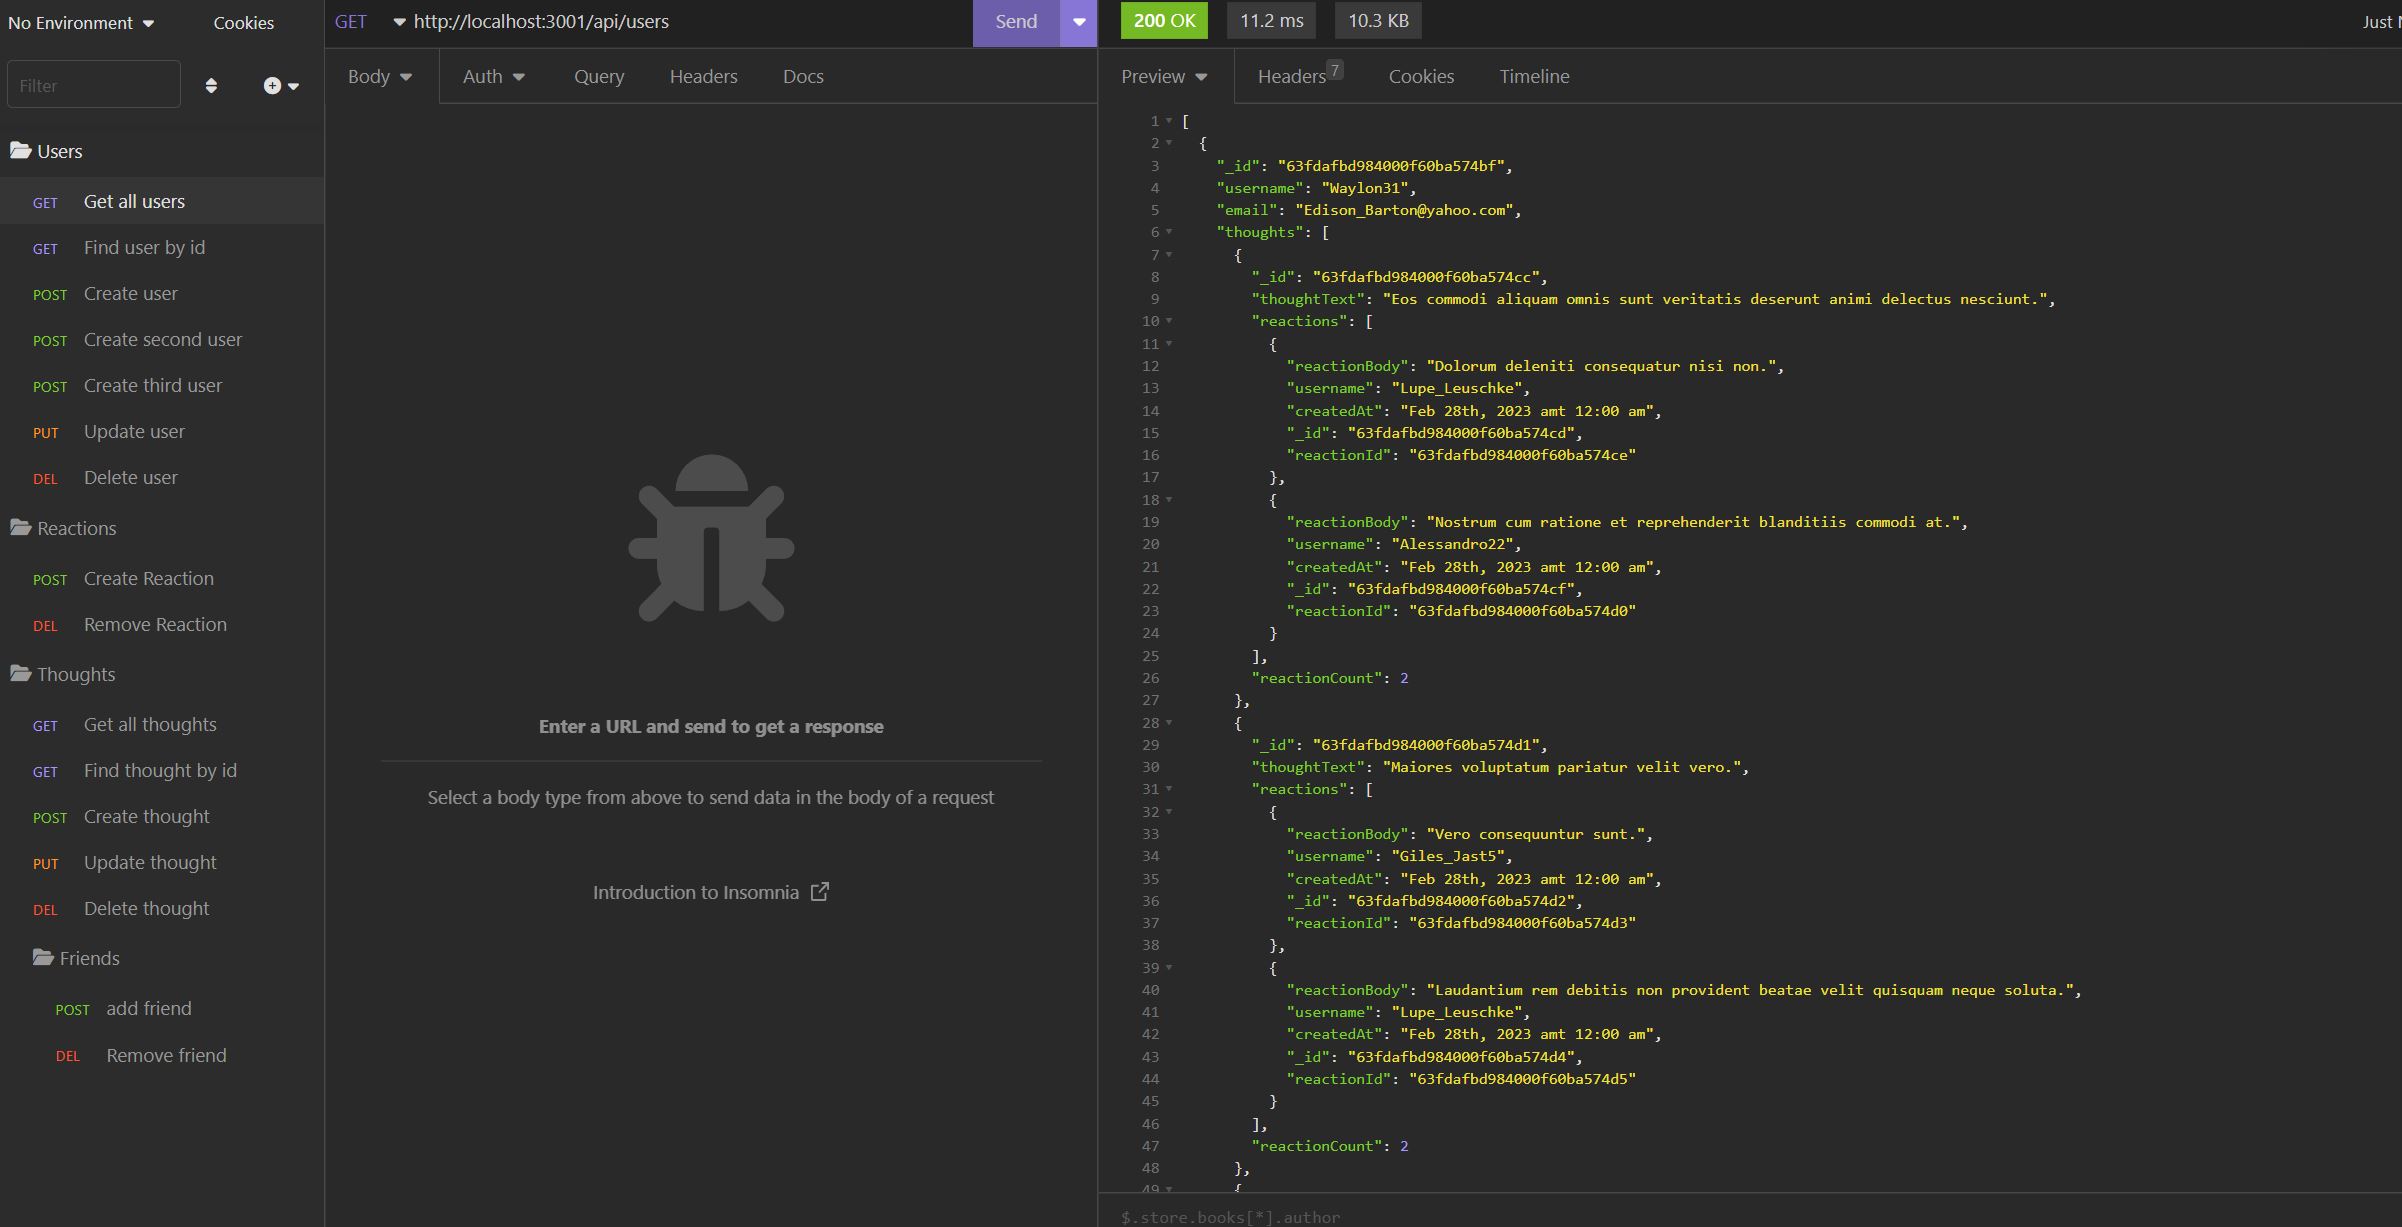 No Environment Cookies
Filter
Users
GET Get all users
GET Find user by id
POST Create user
POST Create second user
POST Create third user
PUT Update user
DEL Delete user
Reactions
POST Create Reaction
DEL Remove Reaction
Thoughts
GET Get all thoughts
GET Find thought by id
POST Create thought
PUT Update thought
DEL Delete thought
Friends
POST add friend
DEL Remove friend
GET http://localhost:3001/api/users Send
Body Auth Query Headers Docs
Enter a URL and send to get a response
Select a body type from above to send data in the body of a request
Introduction to Insomnia
200 OK 11.2 ms 10.3 KB Just
Preview Headers 7 Cookies Timeline
1 [
2 {
3 "_id": "63fdafbd984000f60ba574bf",
4 "username": "Waylon31",
5 "email": "Edison_Barton@yahoo.com",
6 "thoughts": [
7 {
8 "_id": "63fdafbd984000f60ba574cc",
9 "thoughtText": "Eos commodi aliquam omnis sunt veritatis deserunt animi delectus nesciunt.",
10 "reactions": [
11 {
12 "reactionBody": "Dolorum deleniti consequatur nisi non.",
13 "username": "Lupe_Leuschke",
14 "createdAt": "Feb 28th, 2023 amt 12:00 am",
15 "_id": "63fdafbd984000f60ba574cd",
16 "reactionId": "63fdafbd984000f60ba574ce"
17 },
18 {
19 "reactionBody": "Nostrum cum ratione et reprehenderit blanditiis commodi at.",
20 "username": "Alessandro22",
21 "createdAt": "Feb 28th, 2023 amt 12:00 am",
22 "_id": "63fdafbd984000f60ba574cf",
23 "reactionId": "63fdafbd984000f60ba574d0"
24 }
25 ],
26 "reactionCount": 2
27 },
28 {
29 "_id": "63fdafbd984000f60ba574d1",
30 "thoughtText": "Maiores voluptatum pariatur velit vero.",
31 "reactions": [
32 {
33 "reactionBody": "Vero consequuntur sunt.",
34 "username": "Giles_Jast5",
35 "createdAt": "Feb 28th, 2023 amt 12:00 am",
36 "_id": "63fdafbd984000f60ba574d2",
37 "reactionId": "63fdafbd984000f60ba574d3"
38 },
39 {
40 "reactionBody": "Laudantium rem debitis non provident beatae velit quisquam neque soluta.",
41 "username": "Lupe_Leuschke",
42 "createdAt": "Feb 28th, 2023 amt 12:00 am",
43 "_id": "63fdafbd984000f60ba574d4",
44 "reactionId": "63fdafbd984000f60ba574d5"
45 }
46 ],
47 "reactionCount": 2
48 },
49 {
$.store.books[*].author